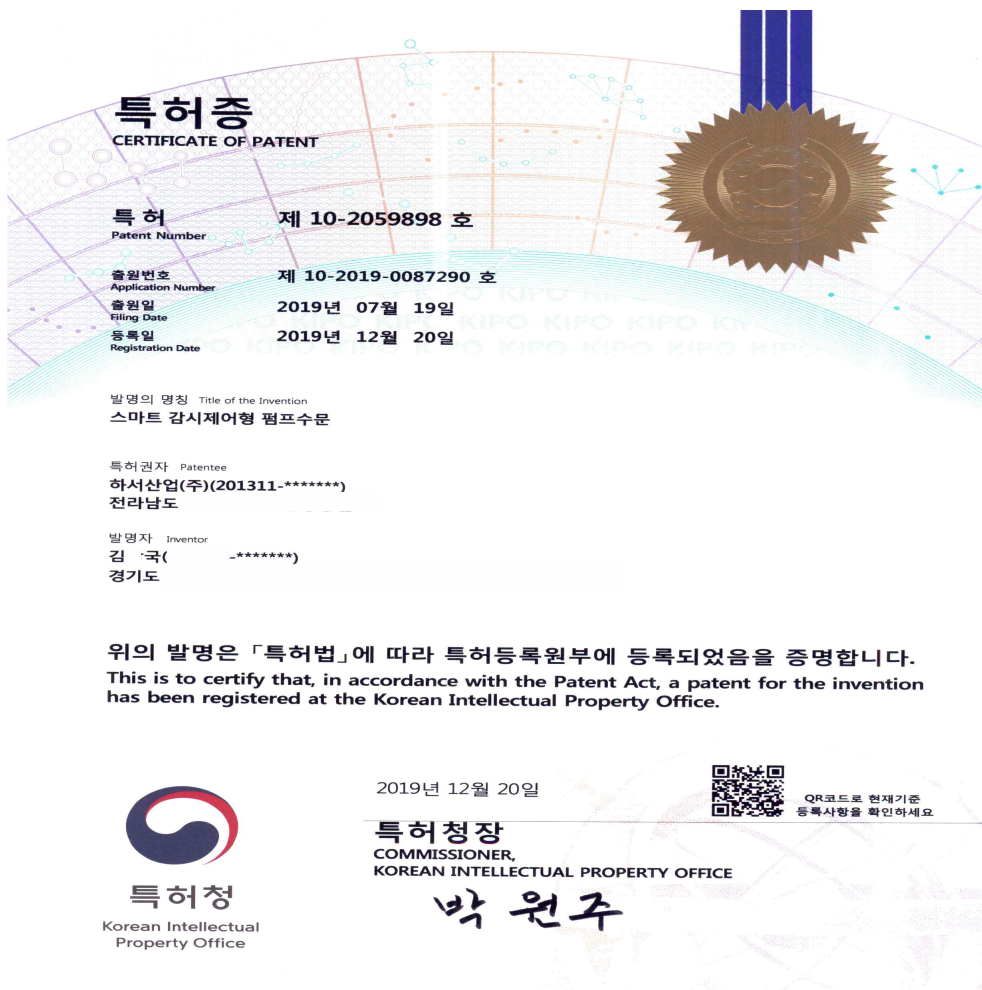 특허증
CERTIFICATE OF PATENT
특 허 제 10-2059898 호
Patent Number
출원번호 제 10-2019-0087290 호
Application Number
출원일 2019년 07월 19일
Filing Date
등록일 2019년 12월 20일
Registration Date
KIPO KIPO KIPO KIPO
발명의 명칭 Title of the Invention
스마트 감시제어형 펌프수문
특허권자 Patentee
하서산업(주)(201311-*******)
전라남도
발명자 Inventor
김 국( -*******)
경기도
위의 발명은 「특허법」에 따라 특허등록원부에 등록되었음을 증명합니다.
This is to certify that, in accordance with the Patent Act, a patent for the invention
has been registered at the Korean Intellectual Property Office.
2019년 12월 20일
QR코드로 현재기준
등록사항을 확인하세요
특허청장
COMMISSIONER,
KOREAN INTELLECTUAL PROPERTY OFFICE
박 원 주
특허청
Korean Intellectual
Property Office